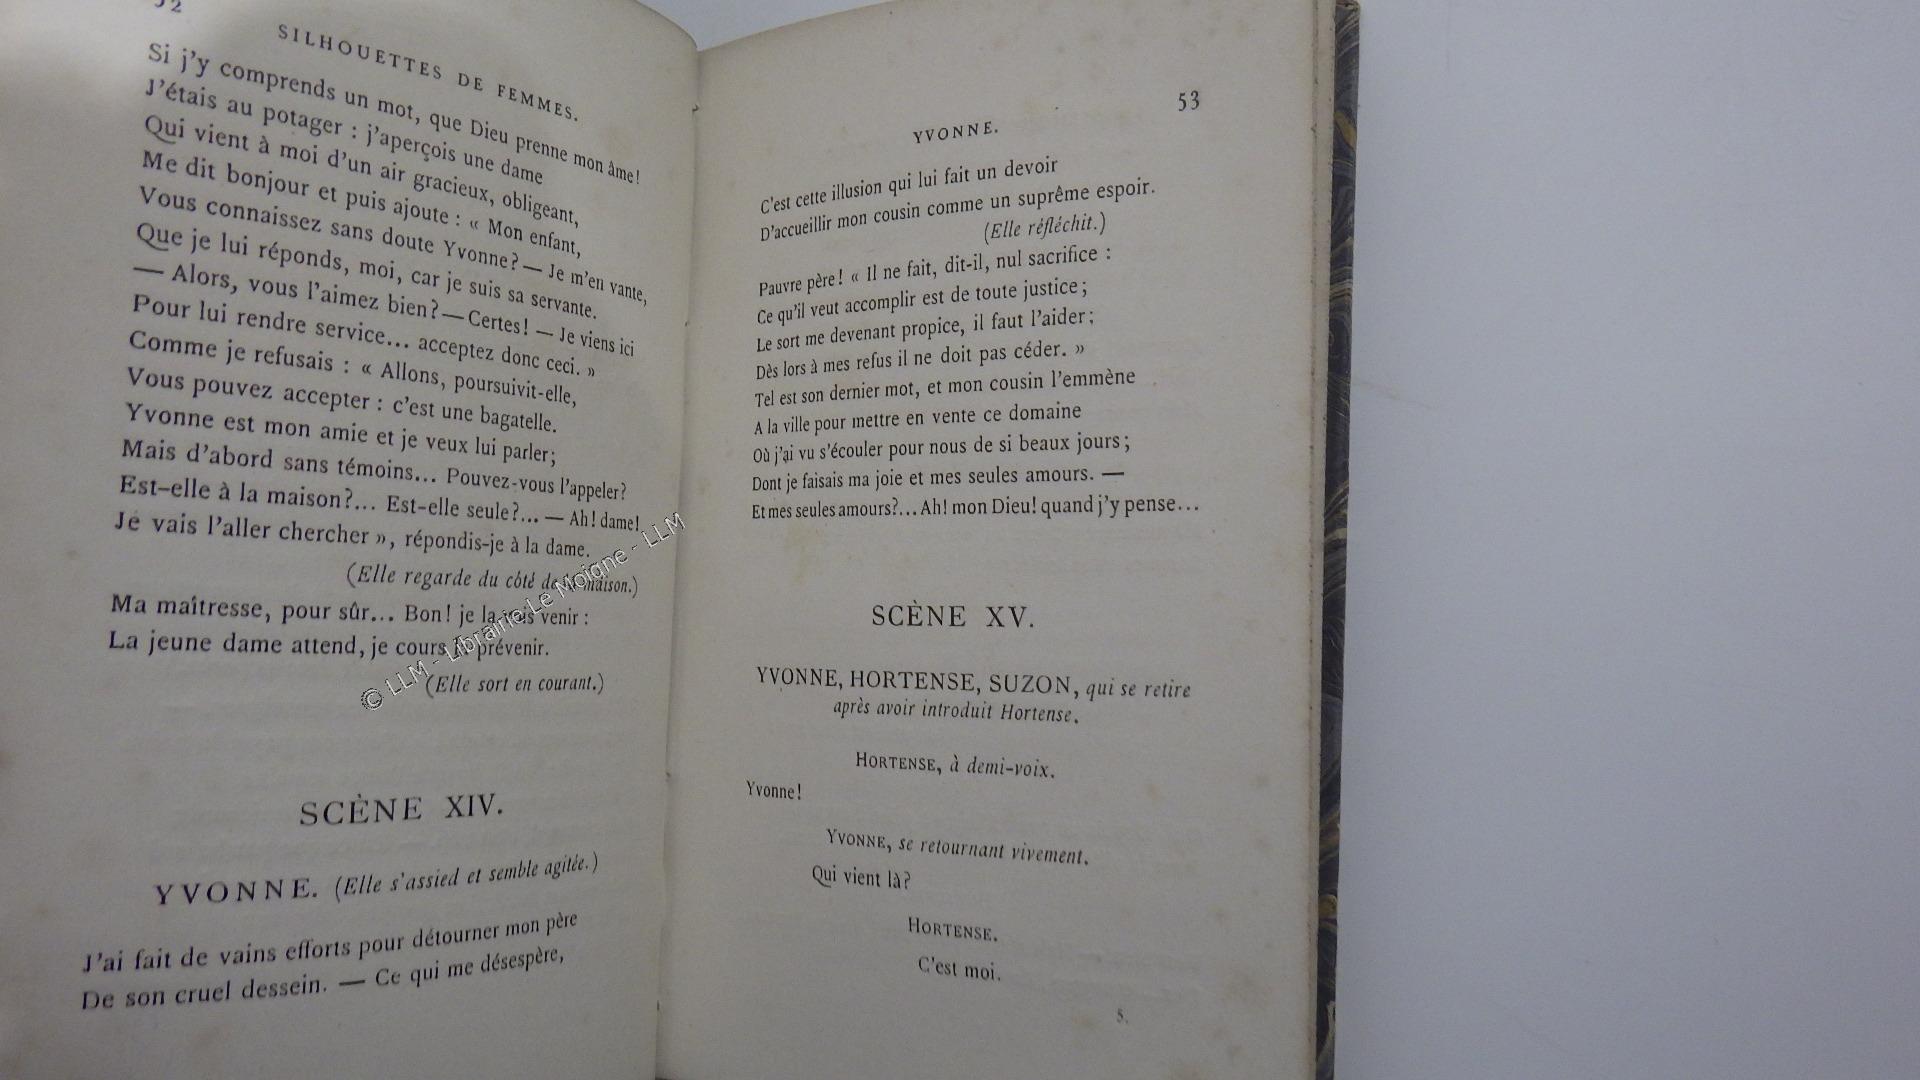 52
SILHOUETTES DE FEMMES.
Si j'y comprends un mot, que Dieu prenne mon âme!
J'étais au potager : j'aperçois une dame
Qui vient à moi d'un air gracieux, obligeant,
Me dit bonjour et puis ajoute : « Mon enfant,
Vous connaissez sans doute Yvonne? — Je m'en vante,
Que je lui réponds, moi, car je suis sa servante.
— Alors, vous l'aimez bien? — Certes! — Je viens ici
Pour lui rendre service... acceptez donc ceci. »
Comme je refusais : « Allons, poursuivit-elle,
Vous pouvez accepter : c'est une bagatelle.
Yvonne est mon amie et je veux lui parler;
Mais d'abord sans témoins... Pouvez-vous l'appeler?
Est-elle à la maison?... Est-elle seule?... — Ah! dame!
Je vais l'aller chercher », répondis-je à la dame.
(Elle regarde du côté de la maison.)
Ma maîtresse, pour sûr... Bon! je la vois venir :
La jeune dame attend, je cours la prévenir.
(Elle sort en courant.)
SCÈNE XIV.
YVONNE. (Elle s'assied et semble agitée.)
J'ai fait de vains efforts pour détourner mon père
De son cruel dessein. — Ce qui me désespère,
© LLM - Librairie Le Moigne - LLM
53
YVONNE.
C'est cette illusion qui lui fait un devoir
D'accueillir mon cousin comme un suprême espoir.
(Elle réfléchit.)
Pauvre père! « Il ne fait, dit-il, nul sacrifice :
Ce qu'il veut accomplir est de toute justice;
Le sort me devenant propice, il faut l'aider;
Dès lors à mes refus il ne doit pas céder. »
Tel est son dernier mot, et mon cousin l'emmène
A la ville pour mettre en vente ce domaine
Où j'ai vu s'écouler pour nous de si beaux jours;
Dont je faisais ma joie et mes seules amours. —
Et mes seules amours?... Ah! mon Dieu! quand j'y pense...
SCÈNE XV.
YVONNE, HORTENSE, SUZON, qui se retire
après avoir introduit Hortense.
HORTENSE, à demi-voix.
Yvonne!
YVONNE, se retournant vivement.
Qui vient là?
HORTENSE.
C'est moi.
5.